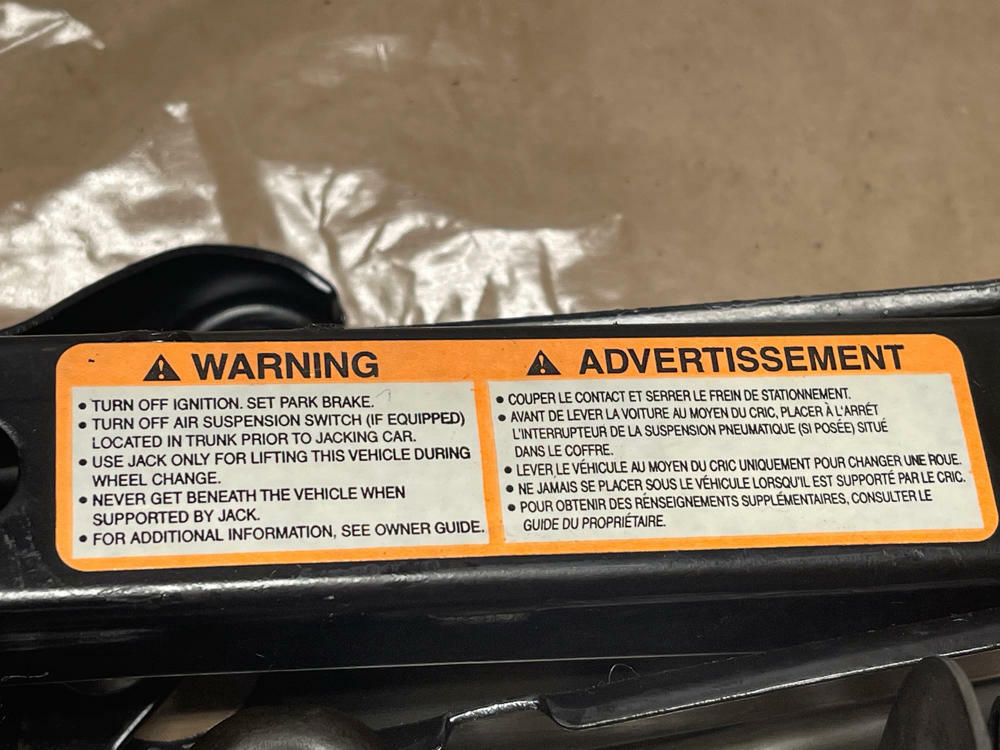 WARNING
• TURN OFF IGNITION. SET PARK BRAKE.
• TURN OFF AIR SUSPENSION SWITCH (IF EQUIPPED)
LOCATED IN TRUNK PRIOR TO JACKING CAR.
• USE JACK ONLY FOR LIFTING THIS VEHICLE DURING
WHEEL CHANGE.
• NEVER GET BENEATH THE VEHICLE WHEN
SUPPORTED BY JACK.
• FOR ADDITIONAL INFORMATION, SEE OWNER GUIDE.
ADVERTISSEMENT
• COUPER LE CONTACT ET SERRER LE FREIN DE STATIONNEMENT.
• AVANT DE LEVER LA VOITURE AU MOYEN DU CRIC, PLACER À L'ARRÉT
L'INTERRUPTEUR DE LA SUSPENSION PNEUMATIQUE (SI POSÉE) SITUÉ
DANS LE COFFRE.
• LEVER LE VÉHICULE AU MOYEN DU CRIC UNIQUEMENT POUR CHANGER UNE ROUE.
• NE JAMAIS SE PLACER SOUS LE VÉHICULE LORSQU'IL EST SUPPORTÉ PAR LE CRIC.
• POUR OBTENIR DES RÉNSEIGNEMENTS SUPPLÉMENTAIRES, CONSULTER LE
GUIDE DU PROPRIÉTAIRE.